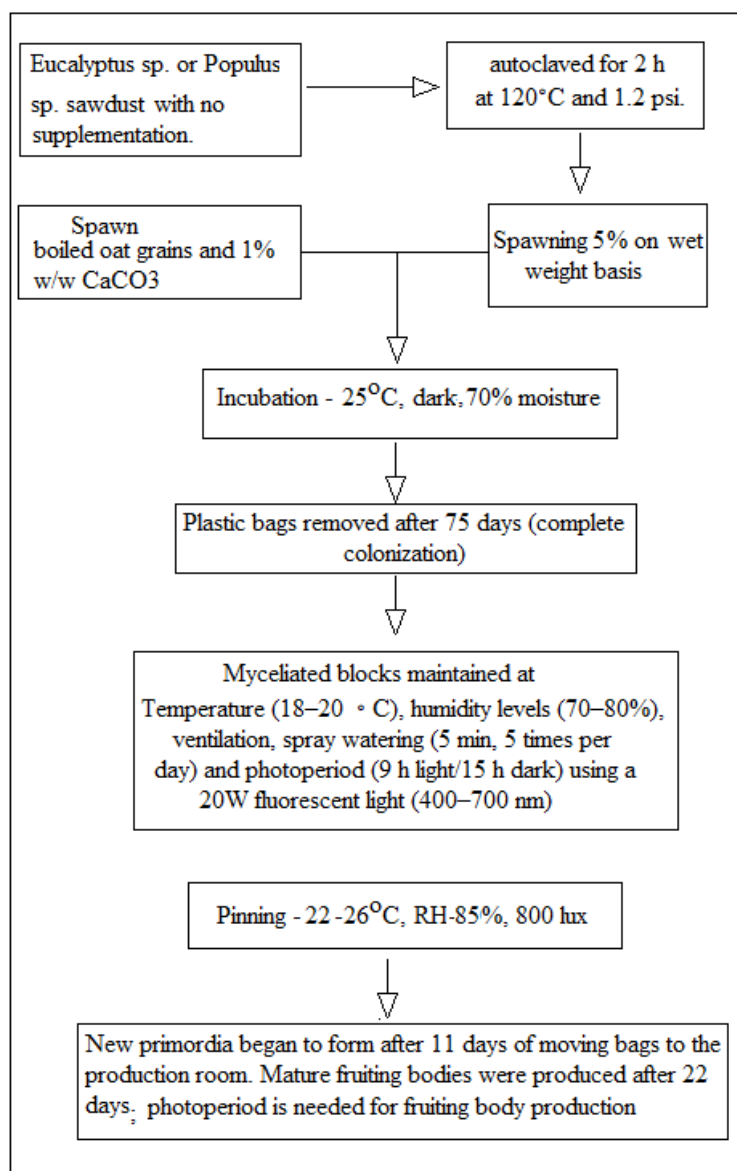 Eucalyptus sp. or Populus
sp. sawdust with no
supplementation.
autoclaved for 2 h
at 120°C and 1.2 psi.
Spawn
boiled oat grains and 1%
w/w CaCO3
Spawning 5% on wet
weight basis
Incubation - 25°C, dark, 70% moisture
Plastic bags removed after 75 days (complete
colonization)
Myceliated blocks maintained at
Temperature (18–20 ∘ C), humidity levels (70–80%),
ventilation, spray watering (5 min, 5 times per
day) and photoperiod (9 h light/15 h dark) using a
20W fluorescent light (400–700 nm)
Pinning - 22 -26°C, RH-85%, 800 lux
New primordia began to form after 11 days of moving bags to the
production room. Mature fruiting bodies were produced after 22
days; photoperiod is needed for fruiting body production